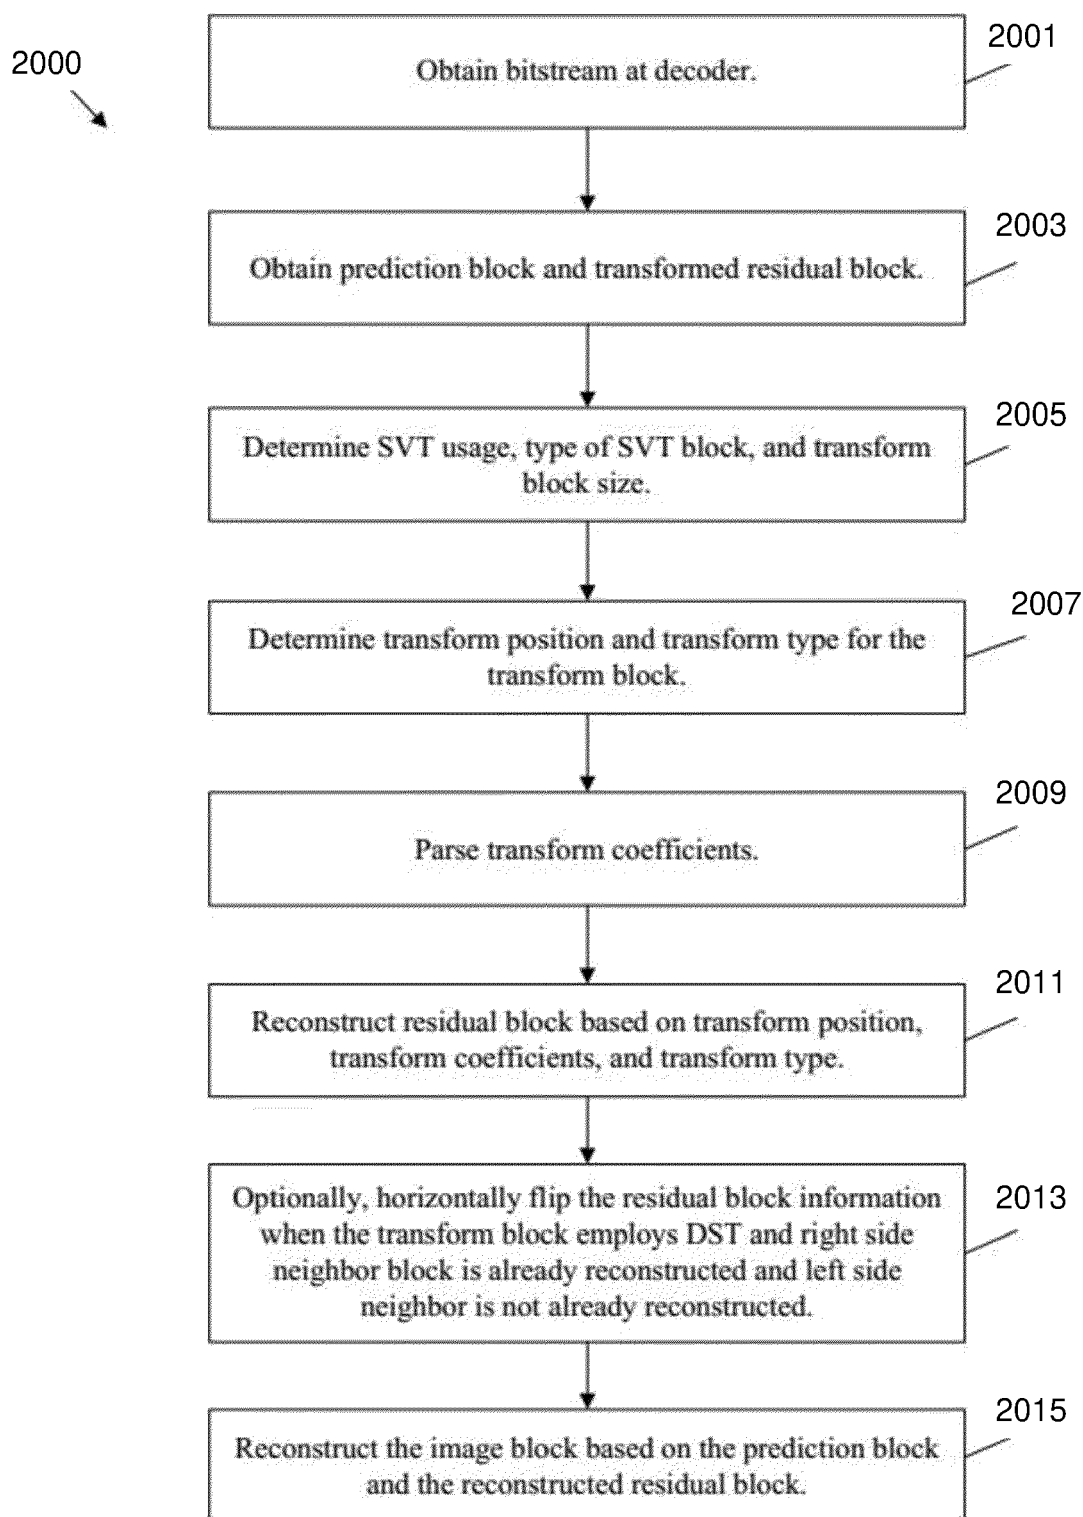 2000
2001
Obtain bitstream at decoder.
2003
Obtain prediction block and transformed residual block.
2005
Determine SVT usage, type of SVT block, and transform
block size.
2007
Determine transform position and transform type for the
transform block.
2009
Parse transform coefficients.
2011
Reconstruct residual block based on transform position,
transform coefficients, and transform type.
2013
Optionally, horizontally flip the residual block information
when the transform block employs DST and right side
neighbor block is already reconstructed and left side
neighbor is not already reconstructed.
2015
Reconstruct the image block based on the prediction block
and the reconstructed residual block.